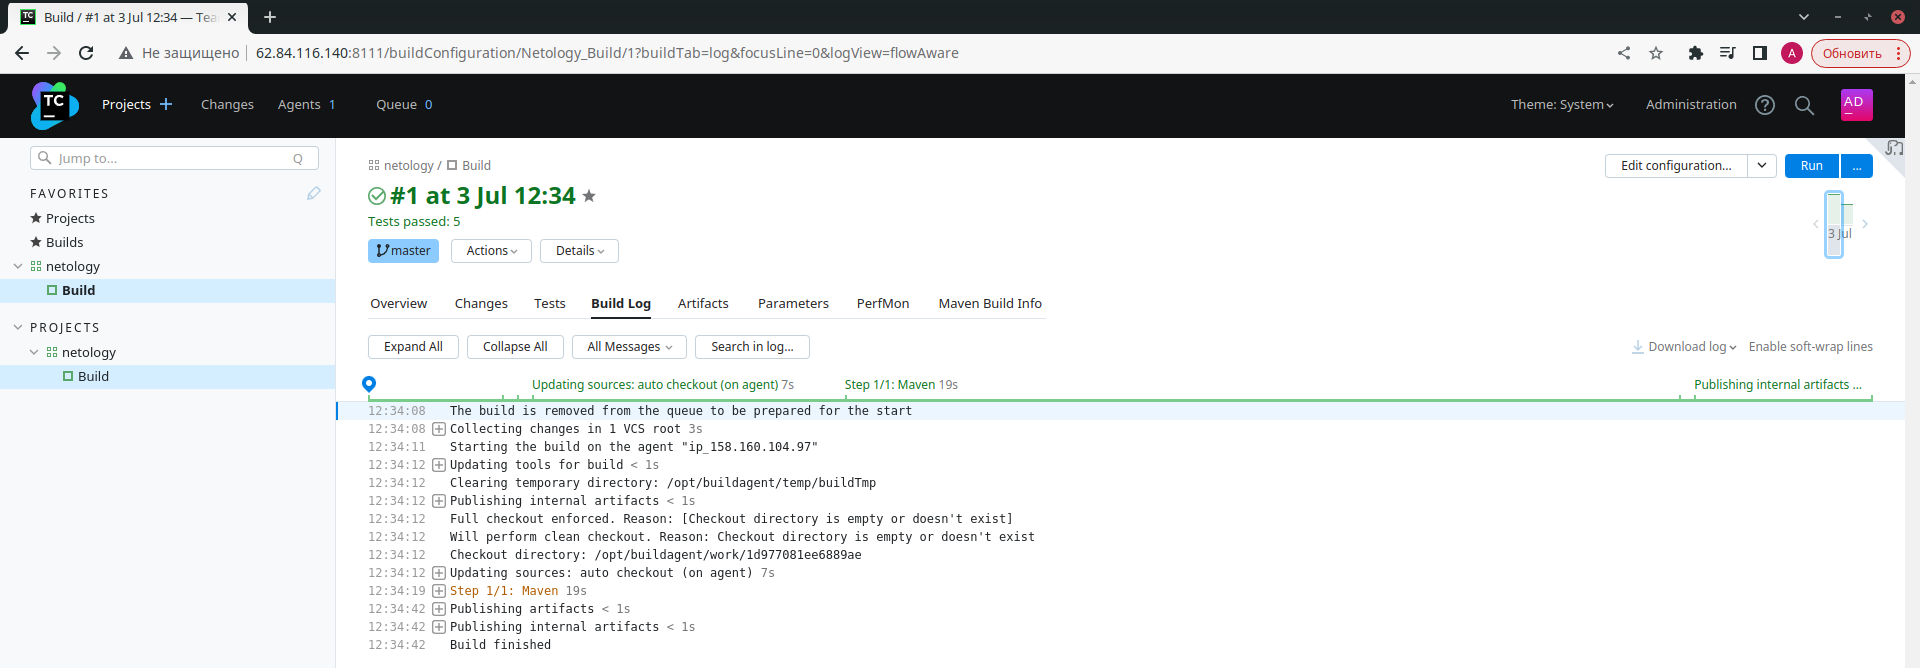 Build / #1 at 3 Jul 12:34 — Tea
Не защищено
62.84.116.140:8111/buildConfiguration/Netology_Build/1?buildTab=log&focusLine=0&logView=flowAware
A
Обновить
TC
Projects
Changes
Agents 1
Queue 0
Theme: System
Administration
AD
Jump to...
Q
FAVORITES
Projects
Builds
netology
Build
PROJECTS
netology
Build
netology / Build
Edit configuration...
Run
...
#1 at 3 Jul 12:34
Tests passed: 5
3 Jul
master
Actions
Details
Overview
Changes
Tests
Build Log
Artifacts
Parameters
PerfMon
Maven Build Info
Expand All
Collapse All
All Messages
Search in log...
Download log
Enable soft-wrap lines
Updating sources: auto checkout (on agent) 7s
Step 1/1: Maven 19s
Publishing internal artifacts ...
12:34:08 The build is removed from the queue to be prepared for the start
12:34:08 Collecting changes in 1 VCS root 3s
12:34:11 Starting the build on the agent "ip_158.160.104.97"
12:34:12 Updating tools for build < 1s
12:34:12 Clearing temporary directory: /opt/buildagent/temp/buildTmp
12:34:12 Publishing internal artifacts < 1s
12:34:12 Full checkout enforced. Reason: [Checkout directory is empty or doesn't exist]
12:34:12 Will perform clean checkout. Reason: Checkout directory is empty or doesn't exist
12:34:12 Checkout directory: /opt/buildagent/work/1d977081ee6889ae
12:34:12 Updating sources: auto checkout (on agent) 7s
12:34:19 Step 1/1: Maven 19s
12:34:42 Publishing artifacts < 1s
12:34:42 Publishing internal artifacts < 1s
12:34:42 Build finished